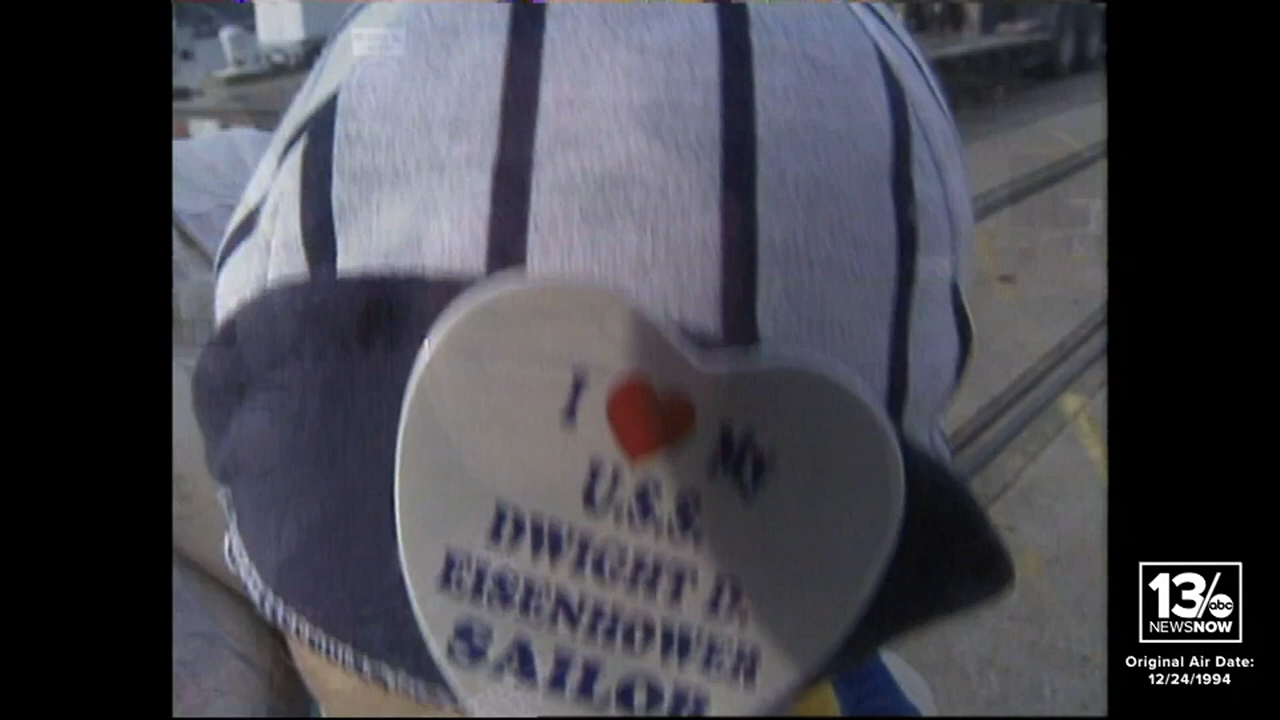 I ❤ MY
U.S.S.
DWIGHT D.
EISENHOWER
SAILOR
13/abc
NEWSNOW
Original Air Date:
12/24/1994